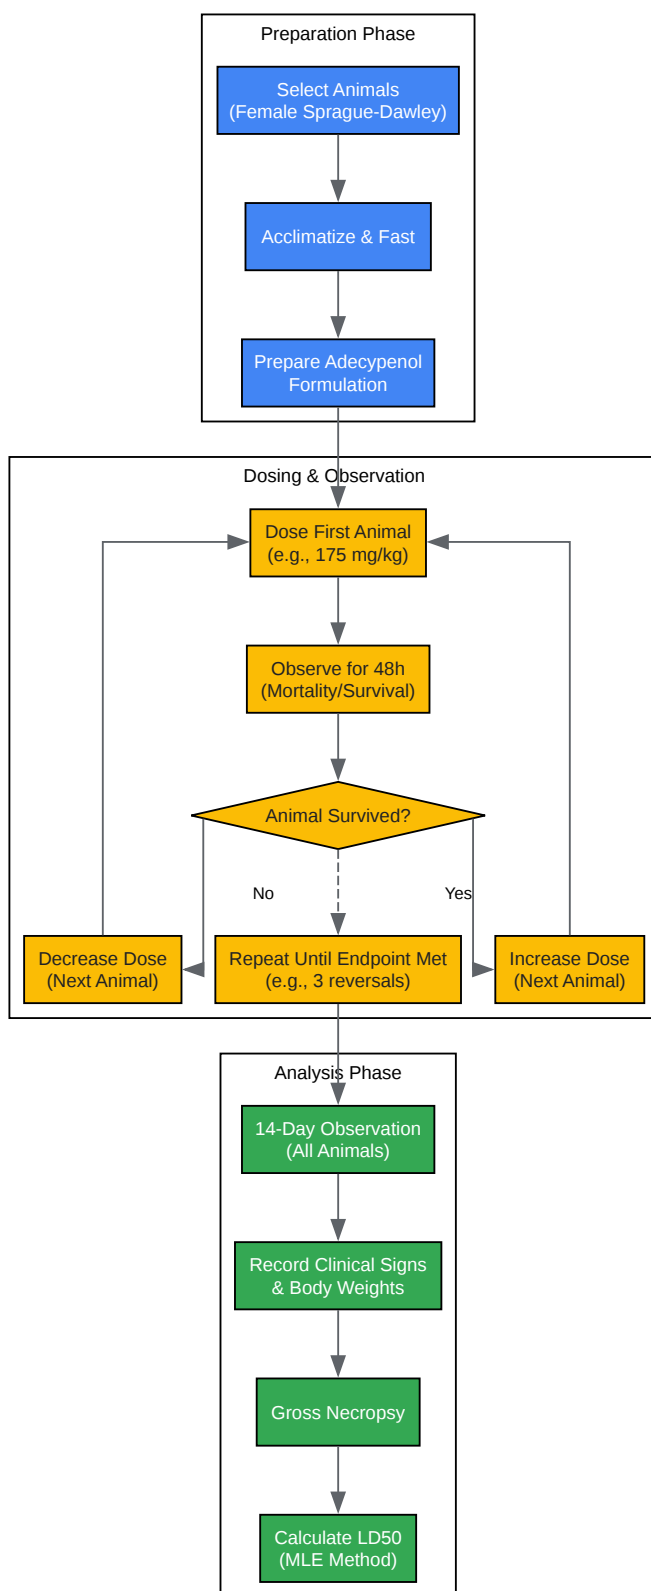 Preparation Phase
Select Animals
(Female Sprague-Dawley)
Acclimatize & Fast
Prepare Adecypenol
Formulation
Dosing & Observation
Dose First Animal
(e.g., 175 mg/kg)
Observe for 48h
(Mortality/Survival)
Animal Survived?
No
Yes
Decrease Dose
(Next Animal)
Repeat Until Endpoint Met
(e.g., 3 reversals)
Increase Dose
(Next Animal)
Analysis Phase
14-Day Observation
(All Animals)
Record Clinical Signs
& Body Weights
Gross Necropsy
Calculate LD50
(MLE Method)